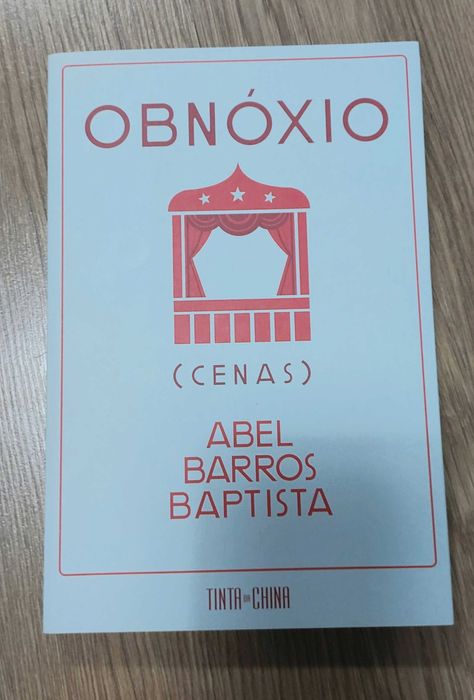 OBNÓXIO
(CENAS)
ABEL
BARROS
BAPTISTA
TINTA DA CHINA